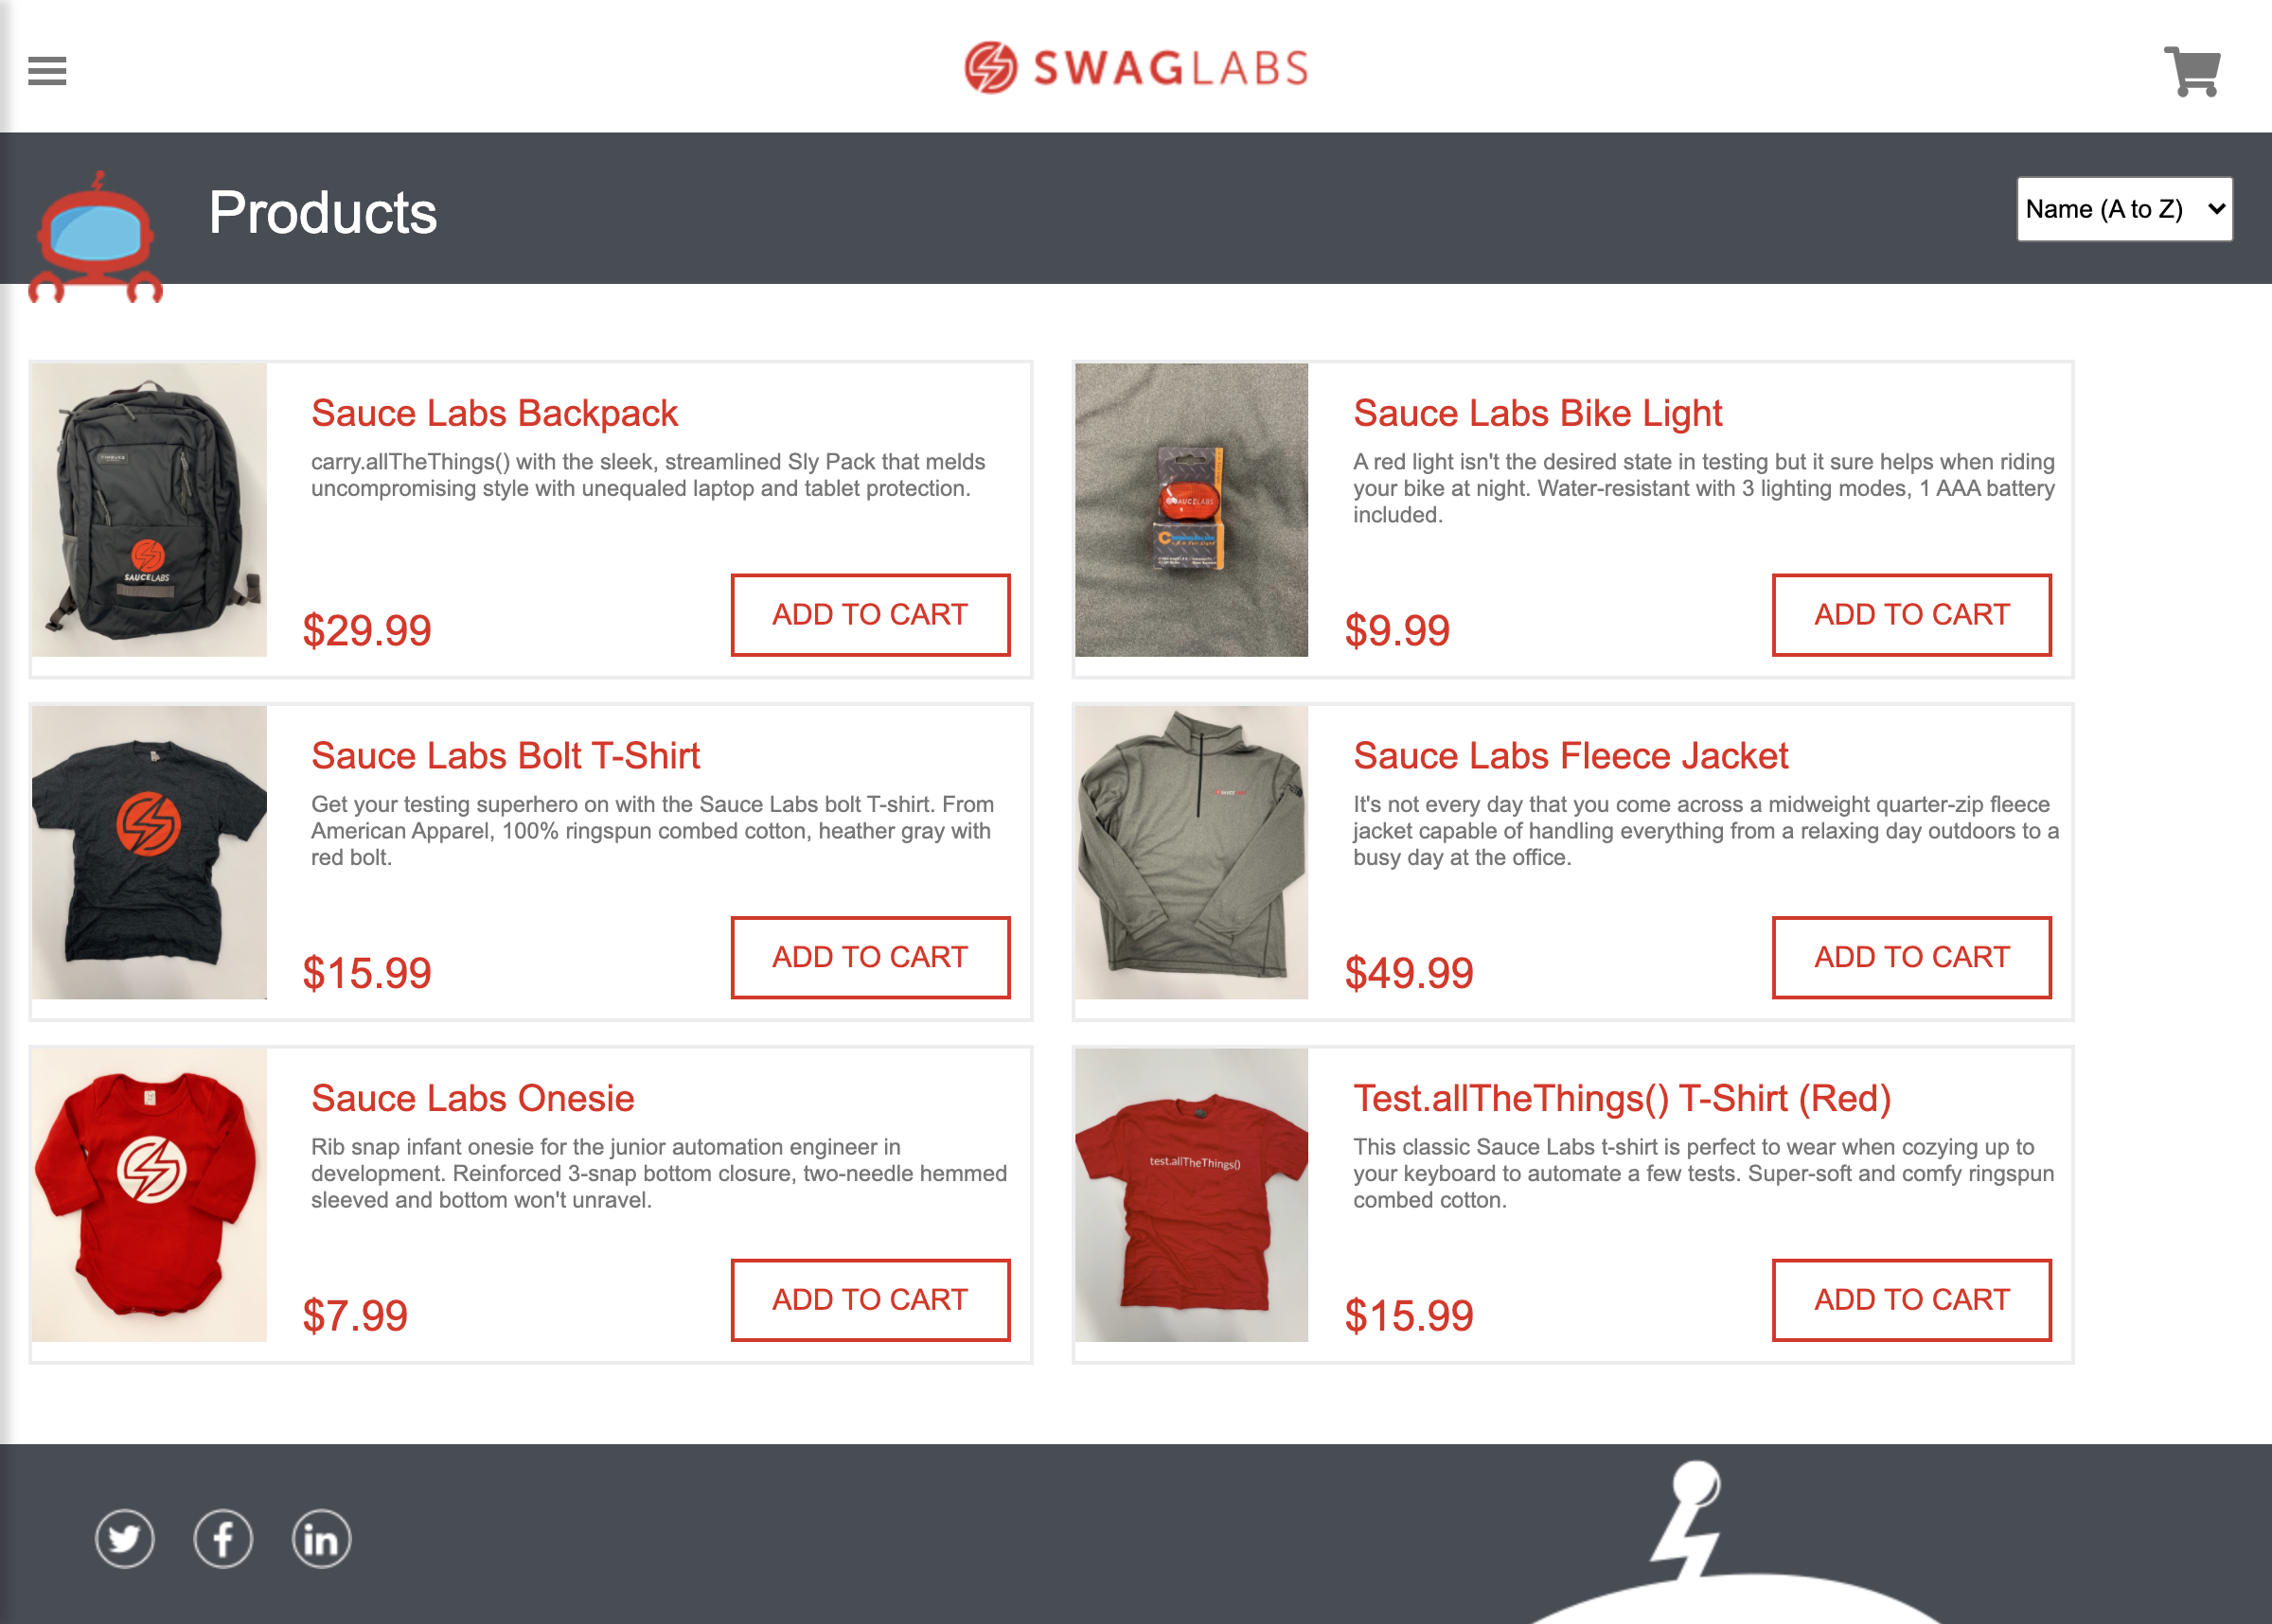 SWAGLABS
Products
Name (A to Z)
Sauce Labs Backpack
carry.allTheThings() with the sleek, streamlined Sly Pack that melds
uncompromising style with unequaled laptop and tablet protection.
$29.99
ADD TO CART
SAUCELABS
Sauce Labs Bike Light
A red light isn't the desired state in testing but it sure helps when riding
your bike at night. Water-resistant with 3 lighting modes, 1 AAA battery
included.
$9.99
ADD TO CART
SAUCELABS
Sauce Labs Bolt T-Shirt
Get your testing superhero on with the Sauce Labs bolt T-shirt. From
American Apparel, 100% ringspun combed cotton, heather gray with
red bolt.
$15.99
ADD TO CART
Sauce Labs Fleece Jacket
It's not every day that you come across a midweight quarter-zip fleece
jacket capable of handling everything from a relaxing day outdoors to a
busy day at the office.
$49.99
ADD TO CART
Sauce Labs Onesie
Rib snap infant onesie for the junior automation engineer in
development. Reinforced 3-snap bottom closure, two-needle hemmed
sleeved and bottom won't unravel.
$7.99
ADD TO CART
test.allTheThings()
Test.allTheThings() T-Shirt (Red)
This classic Sauce Labs t-shirt is perfect to wear when cozying up to
your keyboard to automate a few tests. Super-soft and comfy ringspun
combed cotton.
$15.99
ADD TO CART